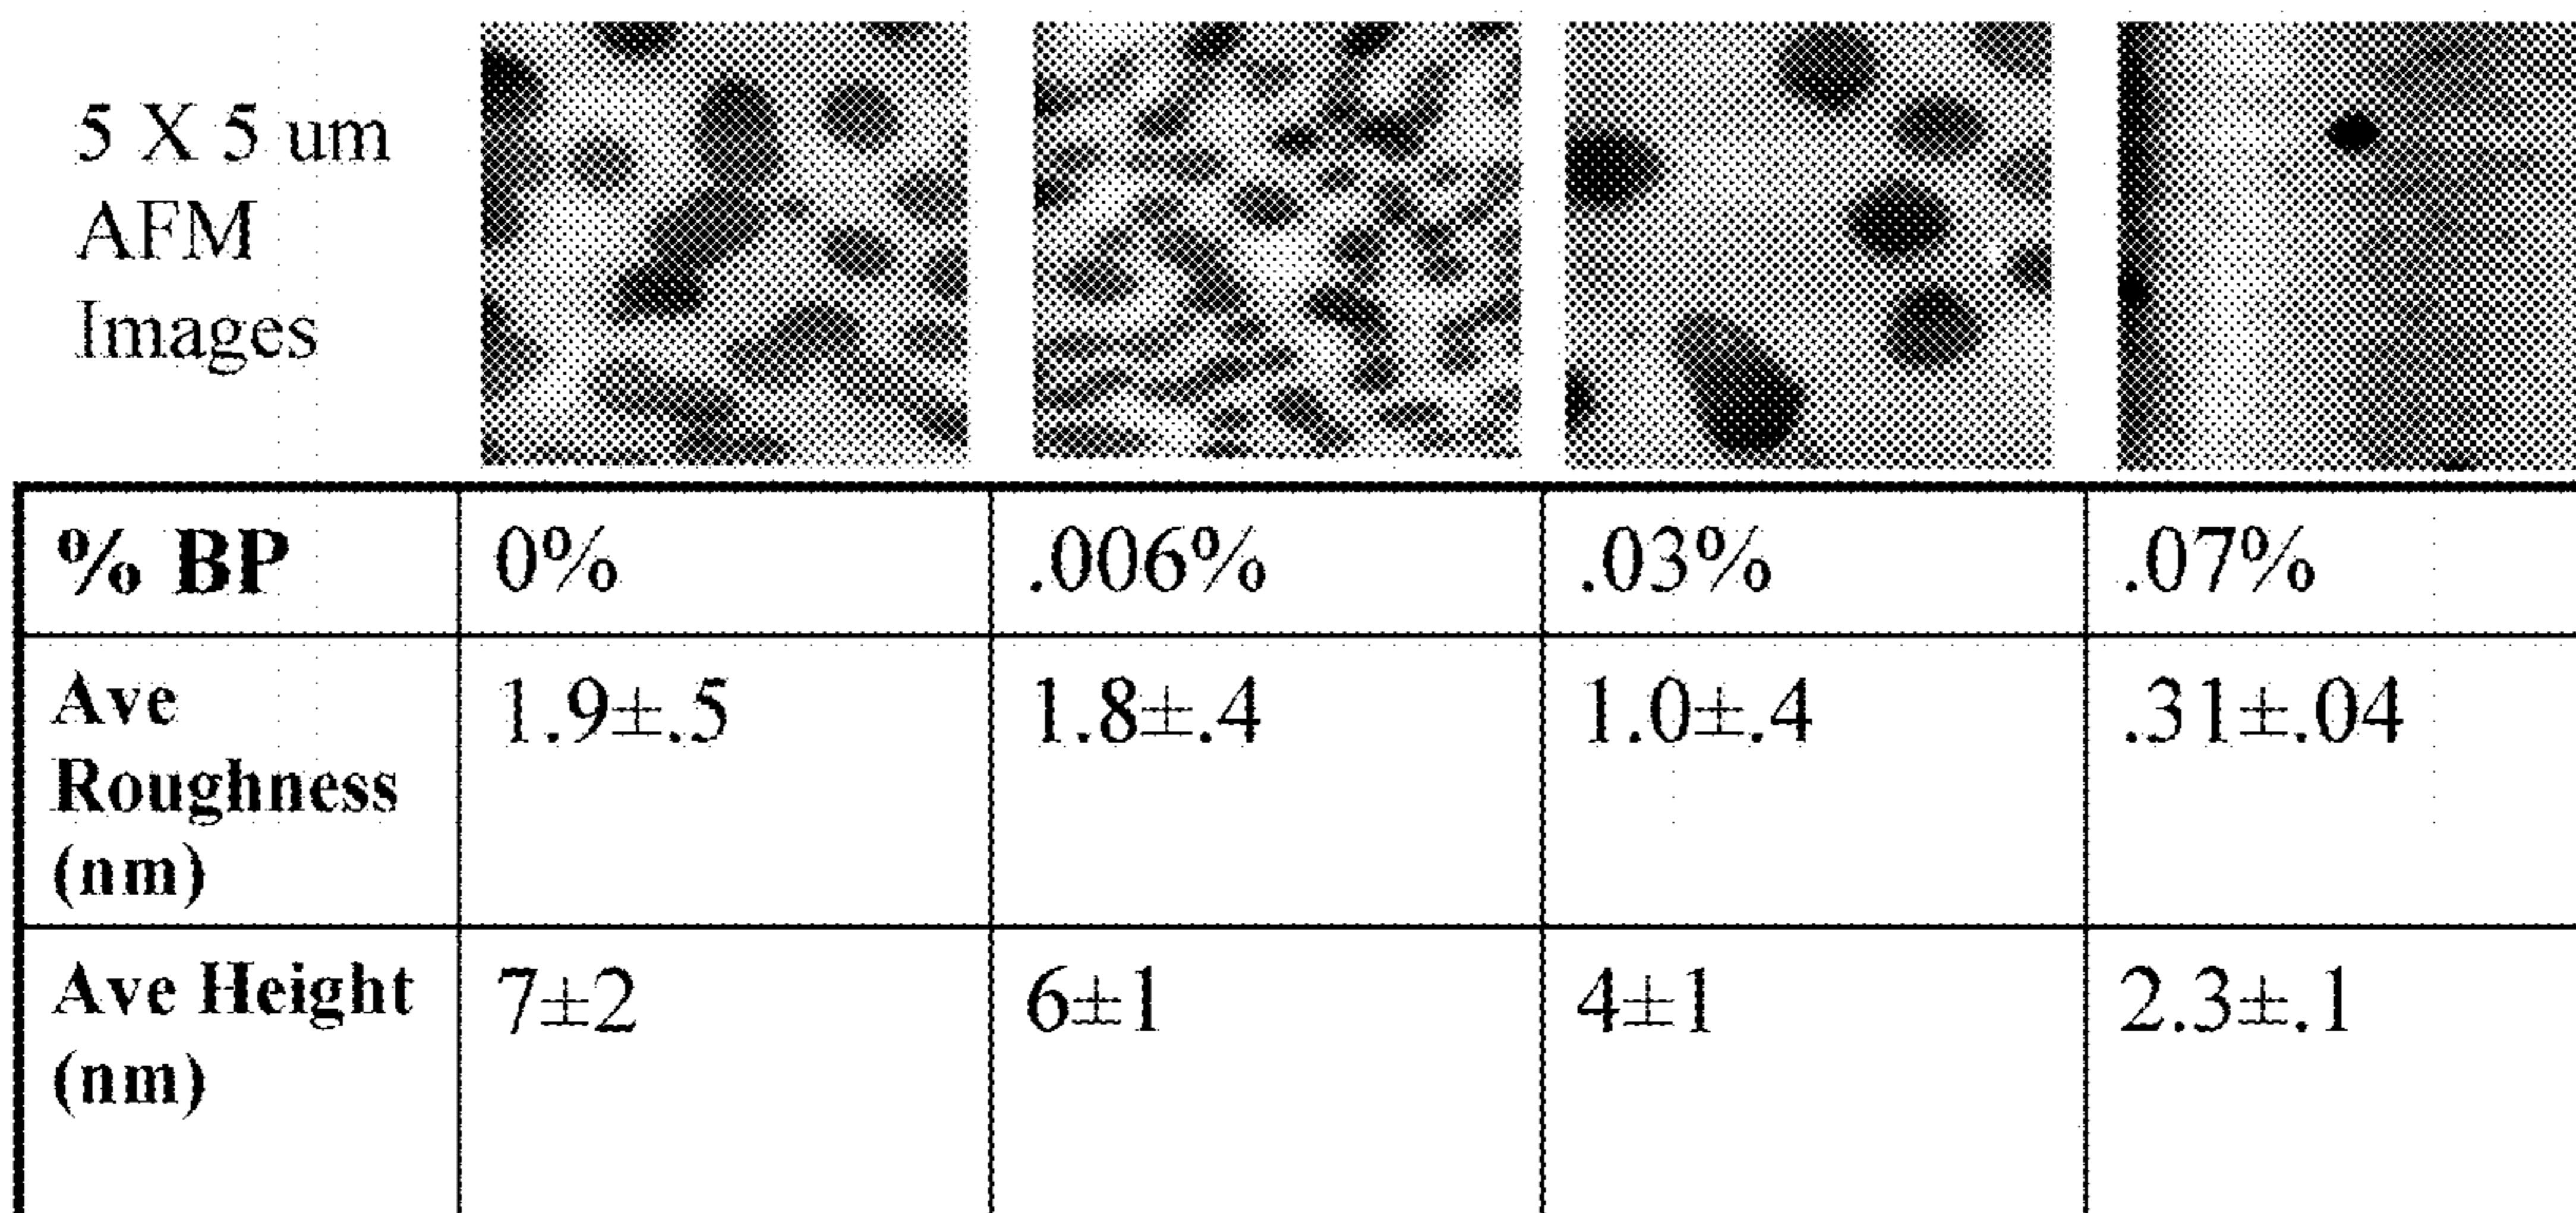 5 X 5 um
AFM
Images
% BP 0% .006% .03% .07%
Ave 1.9±.5 1.8±.4 1.0±.4 .31±.04
Roughness
(nm)
Ave Height 7±2 6±1 4±1 2.3±.1
(nm)